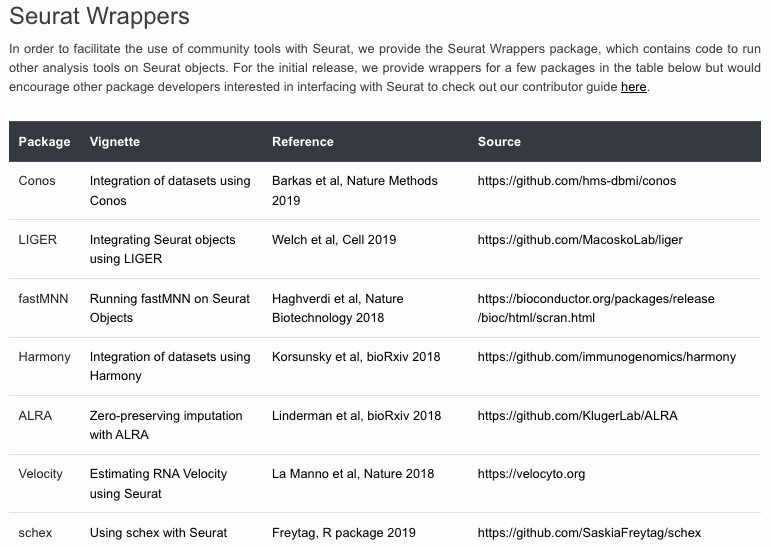 Seurat Wrappers
In order to facilitate the use of community tools with Seurat, we provide the Seurat Wrappers package, which contains code to run
other analysis tools on Seurat objects. For the initial release, we provide wrappers for a few packages in the table below but would
encourage other package developers interested in interfacing with Seurat to check out our contributor guide here.
Package Vignette Reference Source
Conos Integration of datasets using Barkas et al, Nature Methods https://github.com/hms-dbmi/conos
Conos 2019
LIGER Integrating Seurat objects Welch et al, Cell 2019 https://github.com/MacoskoLab/liger
using LIGER
fastMNN Running fastMNN on Seurat Haghverdi et al, Nature https://bioconductor.org/packages/release
Objects Biotechnology 2018 /bioc/html/scran.html
Harmony Integration of datasets using Korsunsky et al, bioRxiv 2018 https://github.com/immunogenomics/harmony
Harmony
ALRA Zero-preserving imputation Linderman et al, bioRxiv 2018 https://github.com/KlugerLab/ALRA
with ALRA
Velocity Estimating RNA Velocity La Manno et al, Nature 2018 https://velocyto.org
using Seurat
schex Using schex with Seurat Freytag, R package 2019 https://github.com/SaskiaFreytag/schex